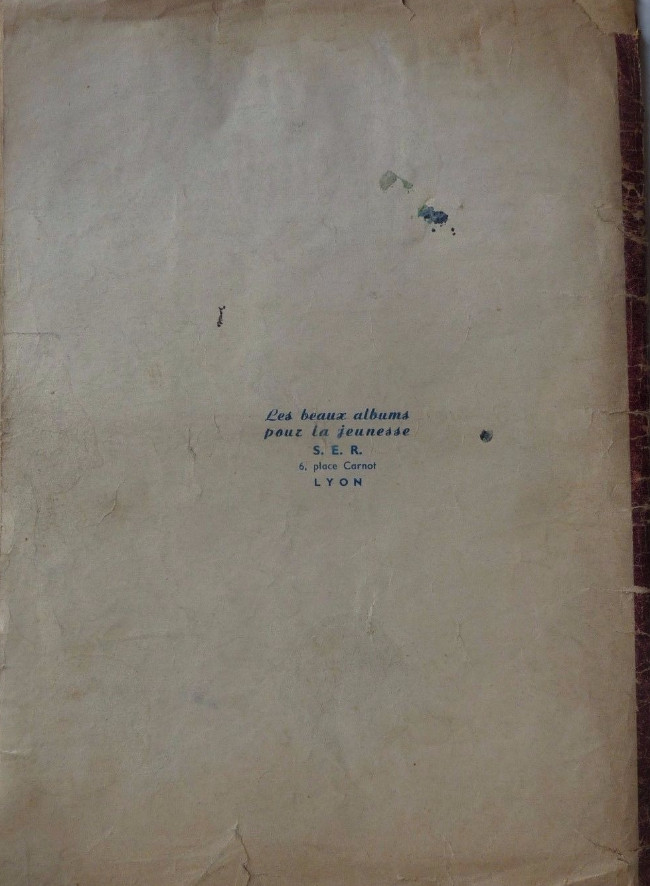 Les beaux albums
pour la jeunesse
S. E. R.
6, place Carnot
LYON